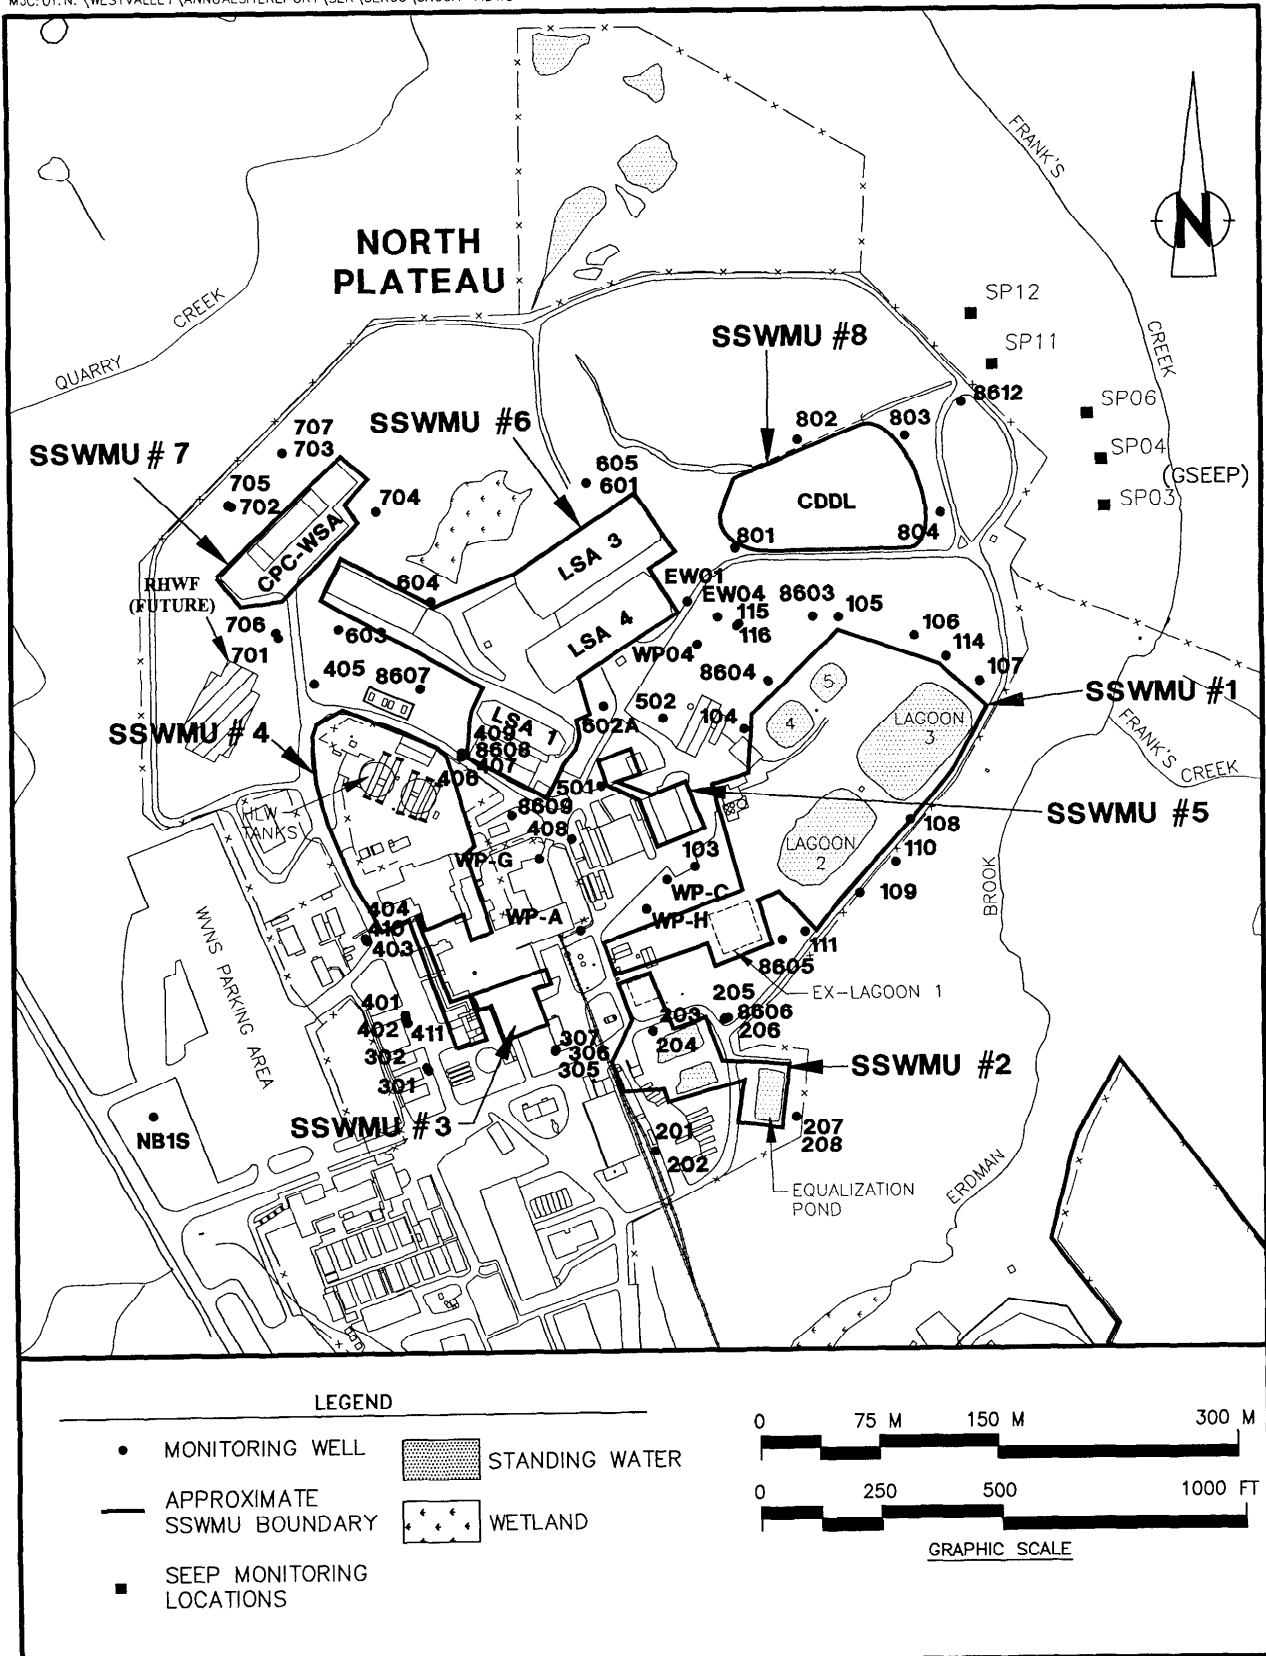 FRANK'S
NORTH
PLATEAU
N
SP12
CREEK
SSWMU #8
SP11
CREEK
QUARRY
8612
SP06
SSWMU #6
802
803
707
703
SSWMU # 7
SP04
(GSEEP)
605
601
705
702
704
CPC-WSA
CDDL
SP03
801
804
LSA 3
RHWF
(FUTURE)
604
EW01
EW04
8603
105
115
116
706
603
LSA 4
106
701
WP04
114
405
8607
8604
107
SSWMU #1
5
502
LSA 1
602A
104
4
LAGOON
3
SSWMU # 4
409
8608
407
FRANK'S
CREEK
406
501
HLW
TANKS
8609
SSWMU #5
108
408
LAGOON
2
110
WP-G
103
BROOK
WP-C
109
404
410
403
WP-A
WP-H
WVNS PARKING AREA
111
8605
EX-LAGOON 1
205
401
402
411
203
8606
206
307
306
305
204
302
301
SSWMU #2
SSWMU #3
NB1S
201
202
207
208
ERDMAN
EQUALIZATION
POND
LEGEND
MONITORING WELL
STANDING WATER
APPROXIMATE
SSWMU BOUNDARY
WETLAND
SEEP MONITORING
LOCATIONS
0 75 M 150 M 300 M
0 250 500 1000 FT
GRAPHIC SCALE